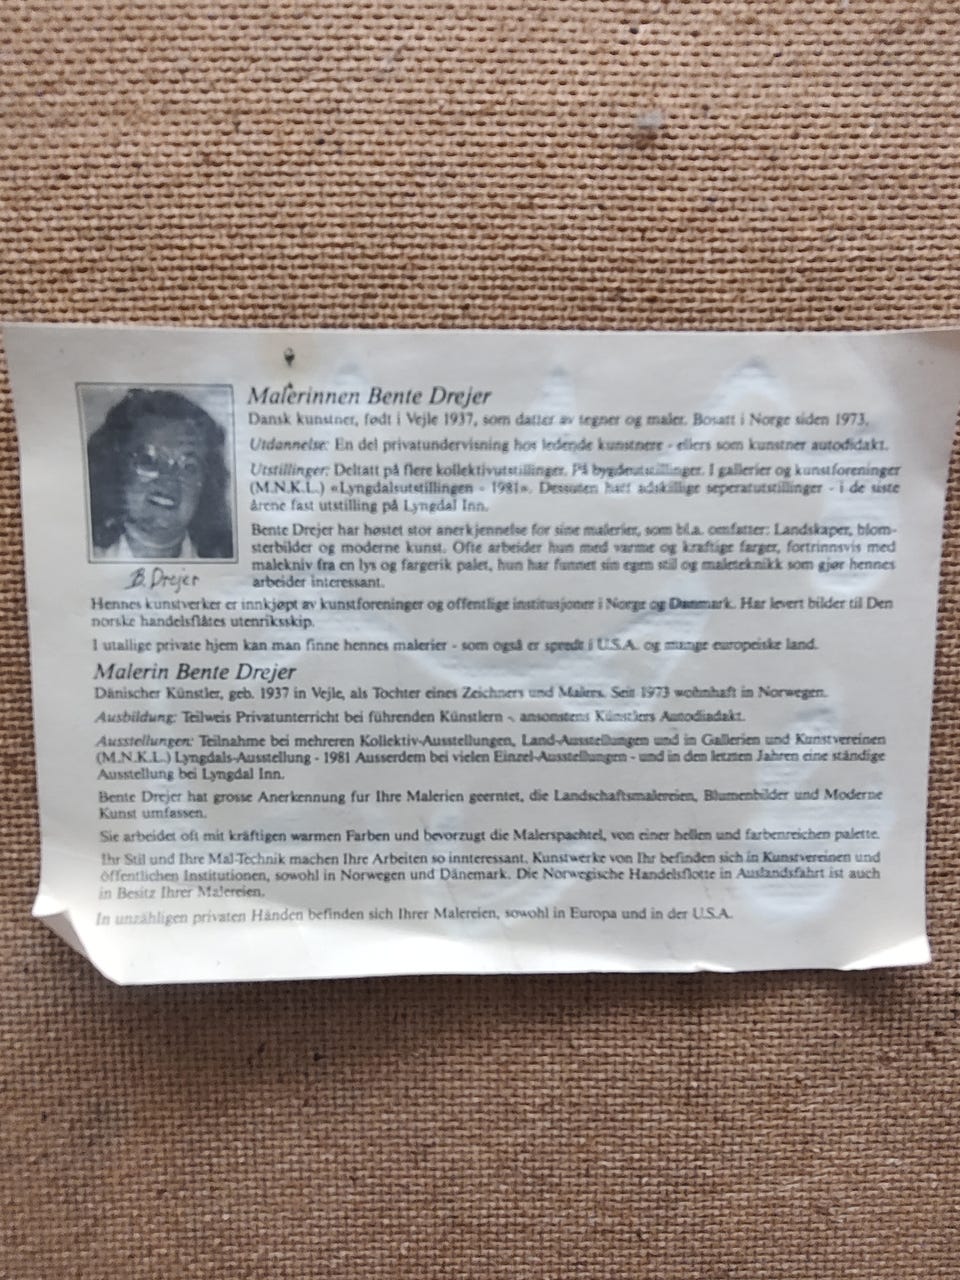 Malerinnen Bente Drejer
Dansk kunstner, født i Vejle 1937, som datter av tegner og maler. Bosatt i Norge siden 1973.
Utdannelse: En del privatundervisning hos ledende kunstnere - ellers som kunstner autodidakt.
Utstillinger: Deltatt på flere kollektivutstillinger. På bygdeutstillinger. I gallerier og kunstforeninger
(M.N.K.L.) «Lyngdalsutstillingen - 1981». Dessuten hatt adskillige seperatutstillinger - i de siste
årene fast utstilling på Lyngdal Inn.
Bente Drejer har høstet stor anerkjennelse for sine malerier, som bl.a. omfatter: Landskaper, blom-
sterbilder og moderne kunst. Ofte arbeider hun med varme og kraftige farger, fortrinnsvis med
malekniv fra en lys og fargerik palet, hun har funnet sin egen stil og maleteknikk som gjør hennes
arbeider interessant.
B. Drejer
Hennes kunstverker er innkjøpt av kunstforeninger og offentlige institusjoner i Norge og Danmark. Har levert bilder til Den
norske handelsflåtes utenriksskip.
I utallige private hjem kan man finne hennes malerier - som også er spredt i U.S.A. og mange europeiske land.
Malerin Bente Drejer
Dänischer Künstler, geb. 1937 in Vejle, als Tochter eines Zeichners und Malers. Seit 1973 wohnhaft in Norwegen.
Ausbildung: Teilweis Privatunterricht bei führenden Künstlern - ansonstens Künstlers Autodiadakt.
Ausstellungen: Teilnahme bei mehreren Kollektiv-Ausstellungen, Land-Ausstellungen und in Gallerien und Kunstvereinen
(M.N.K.L.) Lyngdals-Ausstellung - 1981 Ausserdem bei vielen Einzel-Ausstellungen - und in den letzten Jahren eine ständige
Ausstellung bei Lyngdal Inn.
Bente Drejer hat grosse Anerkennung fur Ihre Malerien geerntet, die Landschaftsmalereien, Blumenbilder und Moderne
Kunst umfassen.
Sie arbeidet oft mit kräftigen warmen Farben und bevorzugt die Malerspachtel, von einer hellen und farbenreichen palette.
Ihr Stil und Ihre Mal-Technik machen Ihre Arbeiten so innteressant. Kunstwerke von Ihr befinden sich in Kunstvereinen und
öffentlichen Institutionen, sowohl in Norwegen und Dänemark. Die Norwegische Handelsflotte in Auslandsfahrt ist auch
in Besitz Ihrer Malereien.
In unzähligen privaten Händen befinden sich Ihrer Malereien, sowohl in Europa und in der U.S.A.